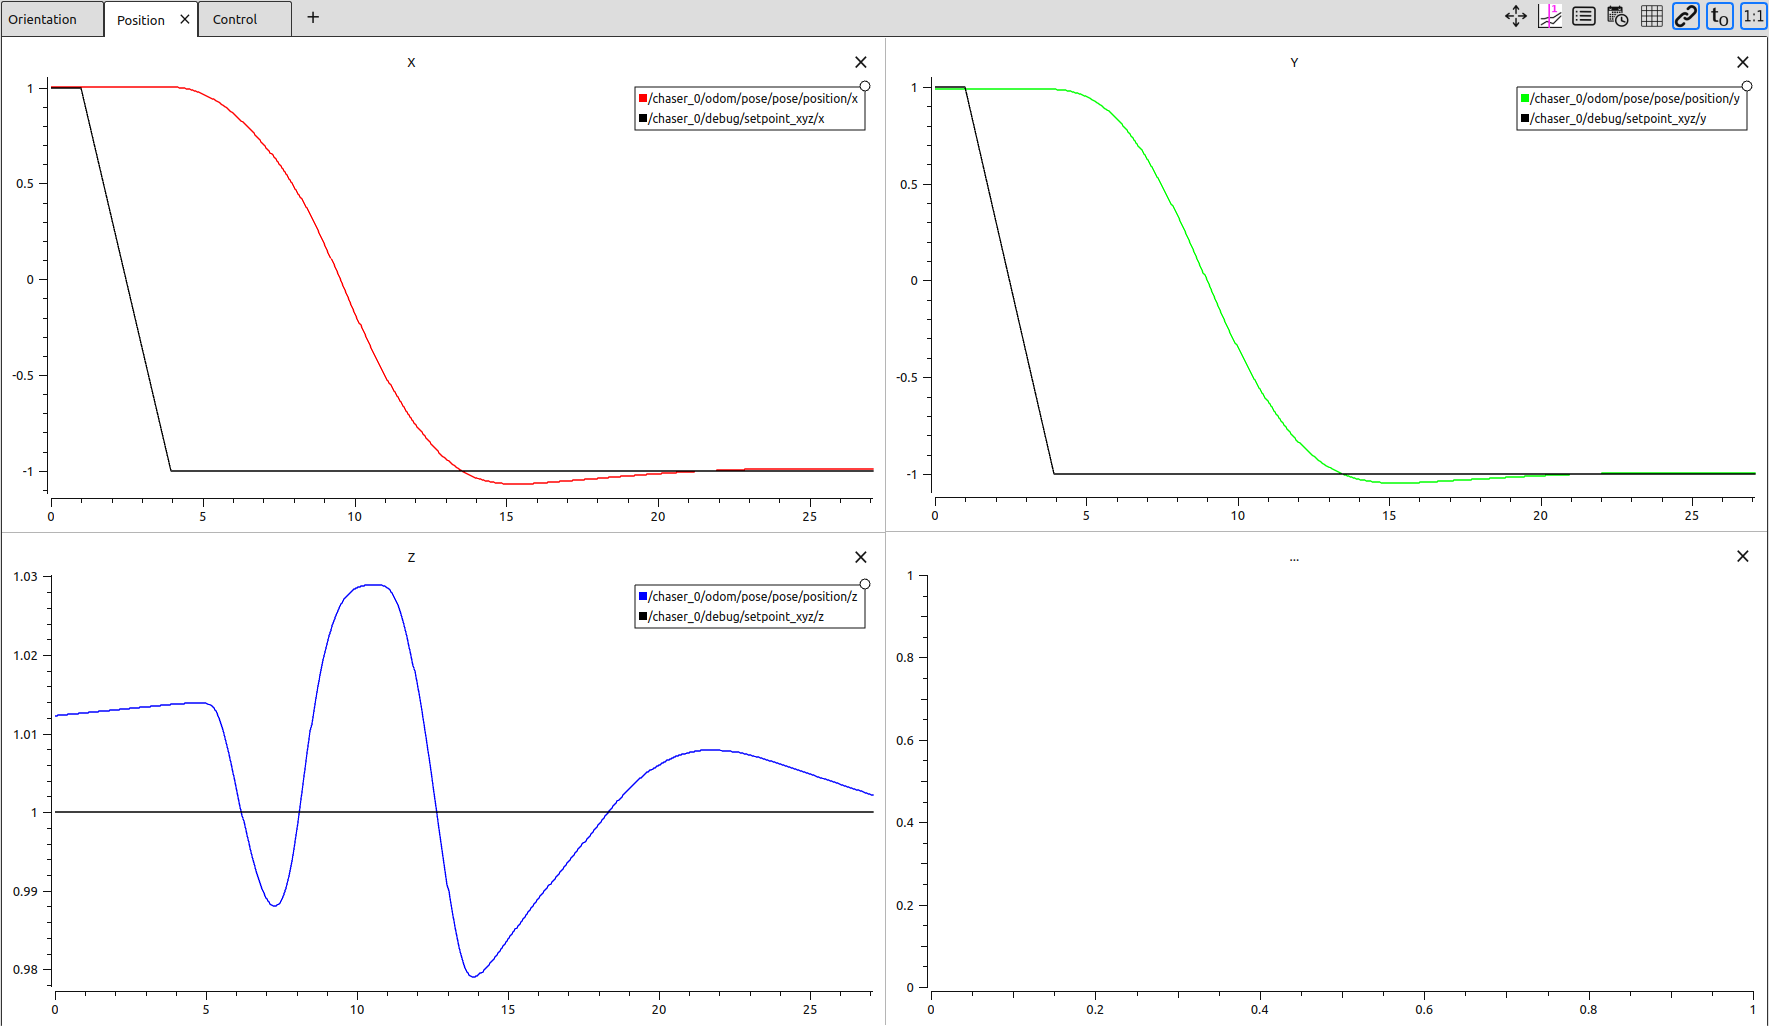 Orientation Position Control +
1 t0 1:1
X
/chaser_0/odom/pose/pose/position/x
/chaser_0/debug/setpoint_xyz/x
1
0.5
0
-0.5
-1
0 5 10 15 20 25
Y
/chaser_0/odom/pose/pose/position/y
/chaser_0/debug/setpoint_xyz/y
1
0.5
0
-0.5
-1
0 5 10 15 20 25
Z
/chaser_0/odom/pose/pose/position/z
/chaser_0/debug/setpoint_xyz/z
1.03
1.02
1.01
1
0.99
0.98
0 5 10 15 20 25
...
1
0.8
0.6
0.4
0.2
0
0 0.2 0.4 0.6 0.8 1